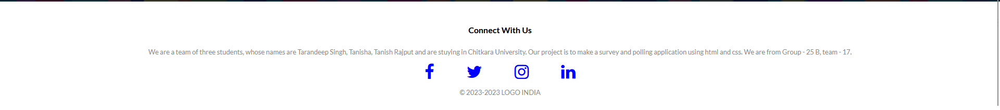 Connect With Us
We are a team of three students, whose names are Tarandeep Singh, Tanisha, Tanish Rajput and are stuying in Chitkara University. Our project is to make a survey and polling application using html and css. We are from Group - 25 B, team - 17.
© 2023-2023 LOGO INDIA